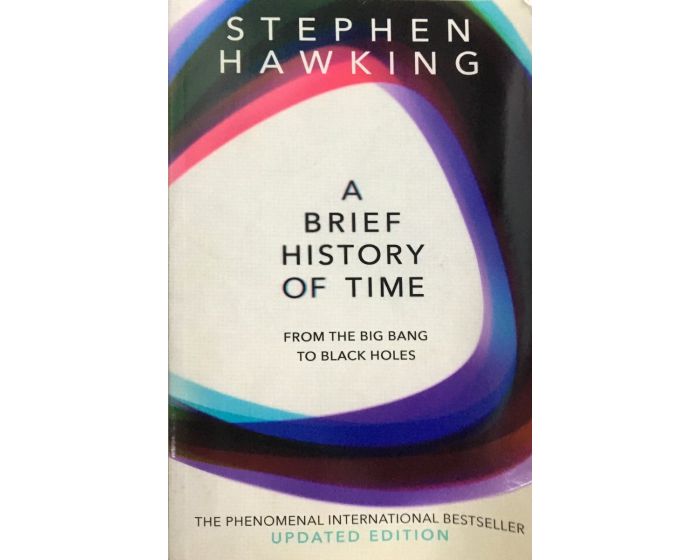 STEPHEN
HAWKING
A
BRIEF
HISTORY
OF TIME
FROM THE BIG BANG
TO BLACK HOLES
THE PHENOMENAL INTERNATIONAL BESTSELLER
UPDATED EDITION